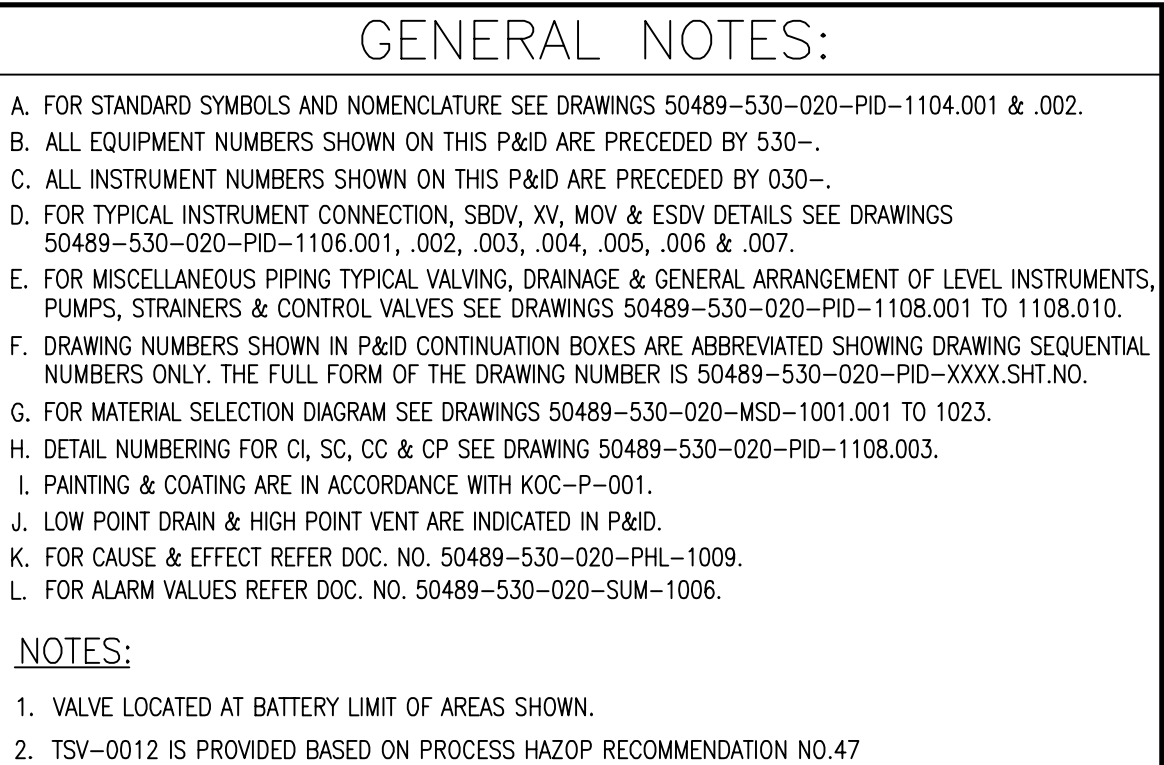 GENERAL NOTES:
A. FOR STANDARD SYMBOLS AND NOMENCLATURE SEE DRAWINGS 50489-530-020-PID-1104.001 & .002.
B. ALL EQUIPMENT NUMBERS SHOWN ON THIS P&ID ARE PRECEDED BY 530-.
C. ALL INSTRUMENT NUMBERS SHOWN ON THIS P&ID ARE PRECEDED BY 030-.
D. FOR TYPICAL INSTRUMENT CONNECTION, SBDV, XV, MOV & ESDV DETAILS SEE DRAWINGS
50489-530-020-PID-1106.001, .002, .003, .004, .005, .006 & .007.
E. FOR MISCELLANEOUS PIPING TYPICAL VALVING, DRAINAGE & GENERAL ARRANGEMENT OF LEVEL INSTRUMENTS,
PUMPS, STRAINERS & CONTROL VALVES SEE DRAWINGS 50489-530-020-PID-1108.001 TO 1108.010.
F. DRAWING NUMBERS SHOWN IN P&ID CONTINUATION BOXES ARE ABBREVIATED SHOWING DRAWING SEQUENTIAL
NUMBERS ONLY. THE FULL FORM OF THE DRAWING NUMBER IS 50489-530-020-PID-XXXX.SHT.NO.
G. FOR MATERIAL SELECTION DIAGRAM SEE DRAWINGS 50489-530-020-MSD-1001.001 TO 1023.
H. DETAIL NUMBERING FOR CI, SC, CC & CP SEE DRAWING 50489-530-020-PID-1108.003.
I. PAINTING & COATING ARE IN ACCORDANCE WITH KOC-P-001.
J. LOW POINT DRAIN & HIGH POINT VENT ARE INDICATED IN P&ID.
K. FOR CAUSE & EFFECT REFER DOC. NO. 50489-530-020-PHL-1009.
L. FOR ALARM VALUES REFER DOC. NO. 50489-530-020-SUM-1006.
NOTES:
1. VALVE LOCATED AT BATTERY LIMIT OF AREAS SHOWN.
2. TSV-0012 IS PROVIDED BASED ON PROCESS HAZOP RECOMMENDATION NO.47